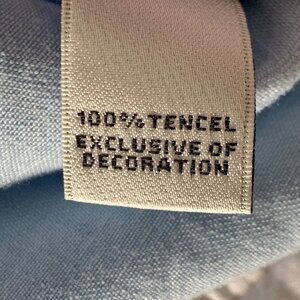 100% TENCEL
EXCLUSIVE OF
DECORATION